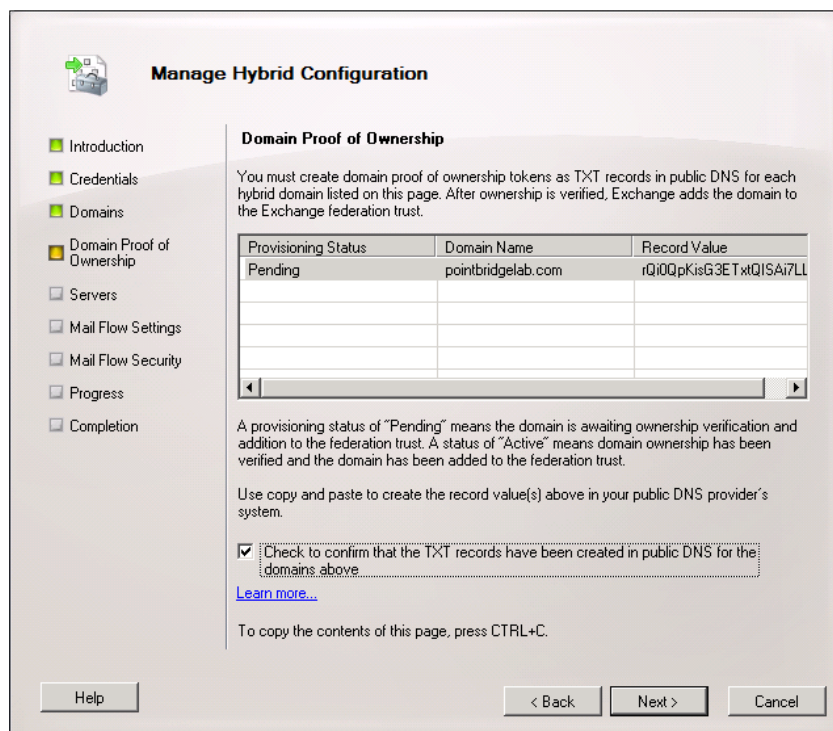 Manage Hybrid Configuration
Introduction
Credentials
Domains
Domain Proof of
Ownership
Servers
Mail Flow Settings
Mail Flow Security
Progress
Completion
Domain Proof of Ownership
You must create domain proof of ownership tokens as TXT records in public DNS for each
hybrid domain listed on this page. After ownership is verified, Exchange adds the domain to
the Exchange federation trust.
Provisioning Status Domain Name Record Value
Pending pointbridgelab.com rQi0QpKisG3ETxtQISAi7LL
A provisioning status of "Pending" means the domain is awaiting ownership verification and
addition to the federation trust. A status of "Active" means domain ownership has been
verified and the domain has been added to the federation trust.
Use copy and paste to create the record value(s) above in your public DNS provider's
system.
Check to confirm that the TXT records have been created in public DNS for the
domains above
Learn more...
To copy the contents of this page, press CTRL+C.
Help < Back Next > Cancel